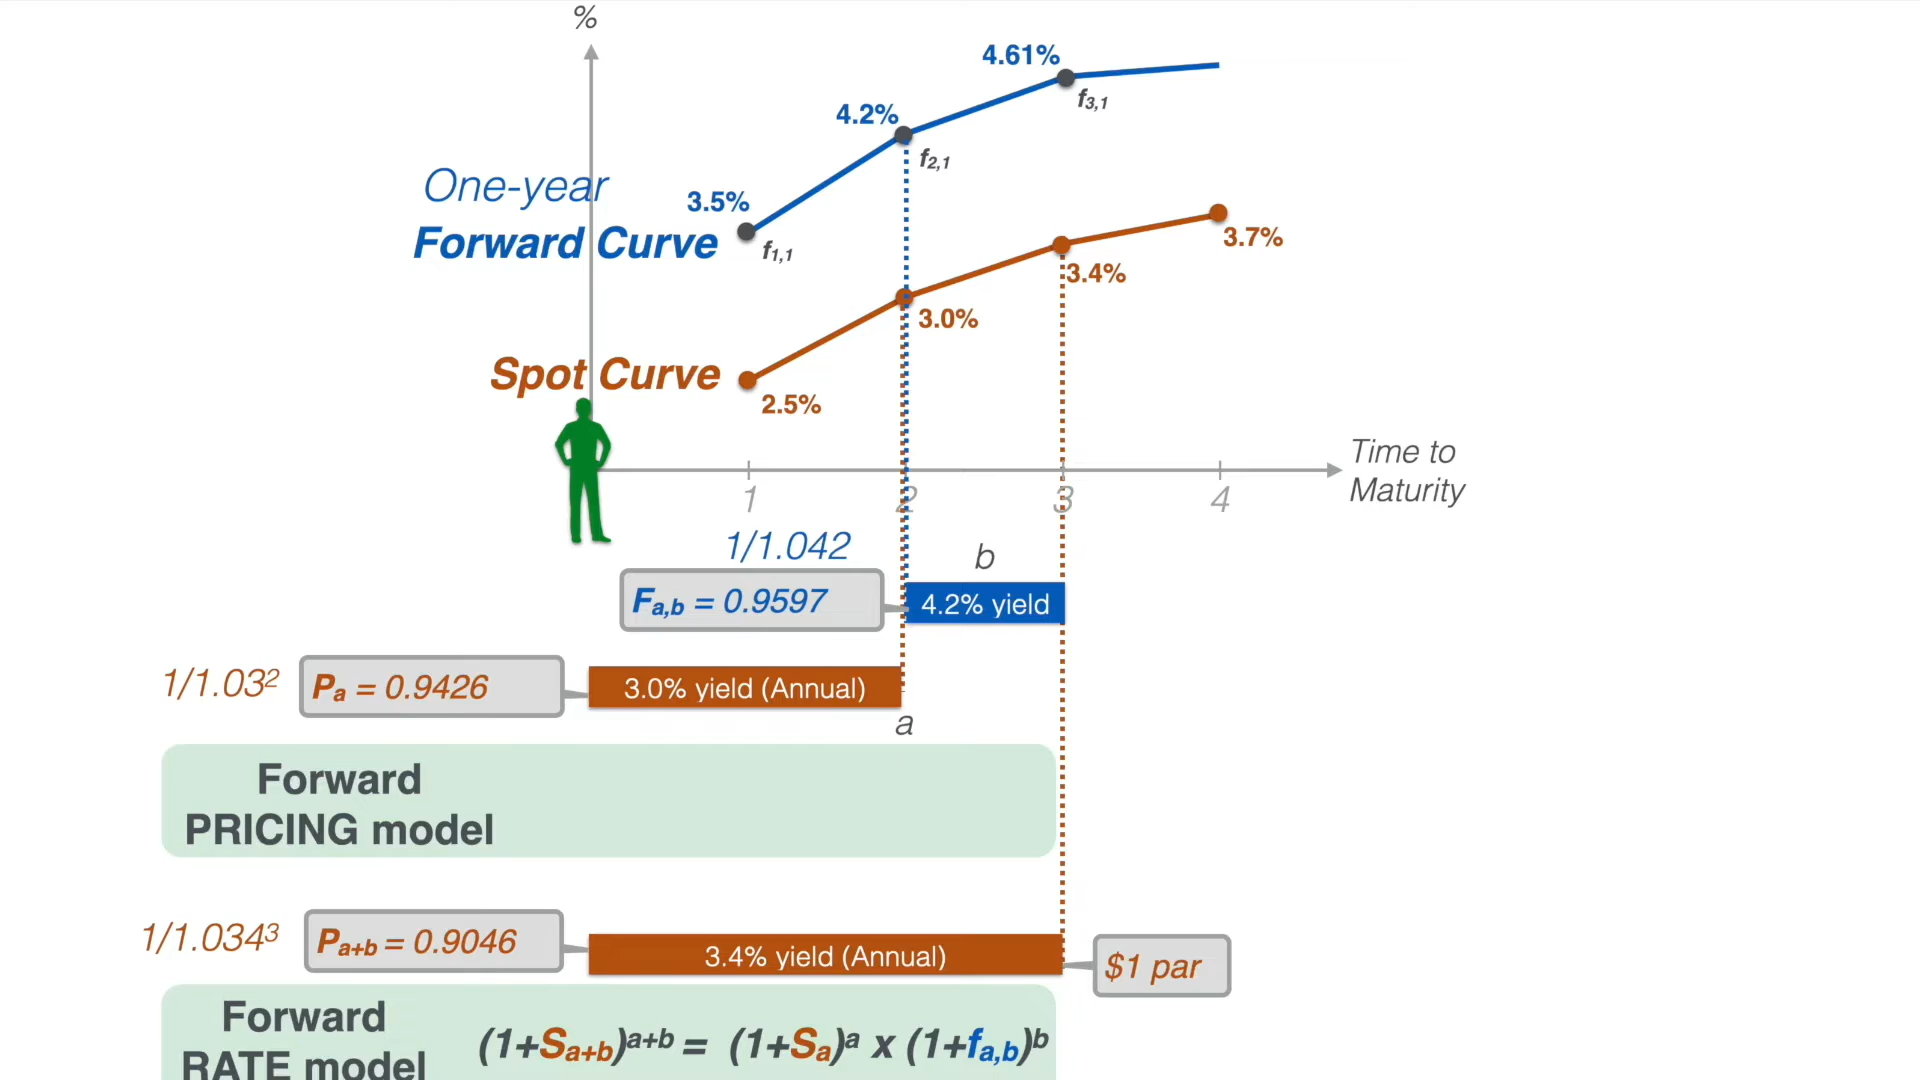 %
4.61%
f3,1
4.2%
f2,1
One-year
3.5%
Forward Curve
f1,1
3.7%
3.4%
3.0%
Spot Curve
2.5%
Time to
Maturity
1 2 3 4
1/1.042
b
Fa,b = 0.9597
4.2% yield
1/1.03²
Pa = 0.9426
3.0% yield (Annual)
a
Forward
PRICING model
1/1.034³
Pa+b = 0.9046
3.4% yield (Annual)
$1 par
Forward
RATE model
(1+Sa+b)a+b = (1+Sa)a x (1+fa,b)b